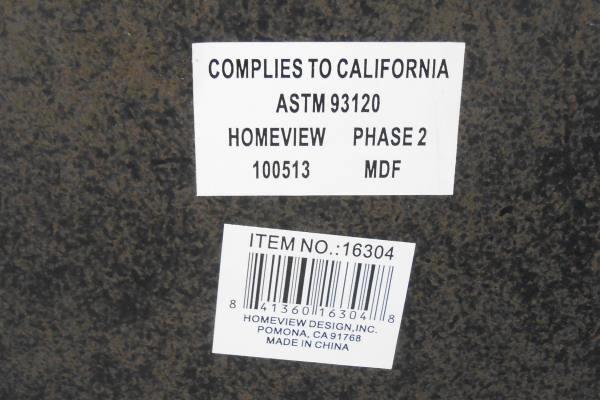 COMPLIES TO CALIFORNIA
ASTM 93120
HOMEVIEW PHASE 2
100513 MDF
ITEM NO.:16304
8 41360 16304 8
HOMEVIEW DESIGN,INC.
POMONA, CA 91768
MADE IN CHINA